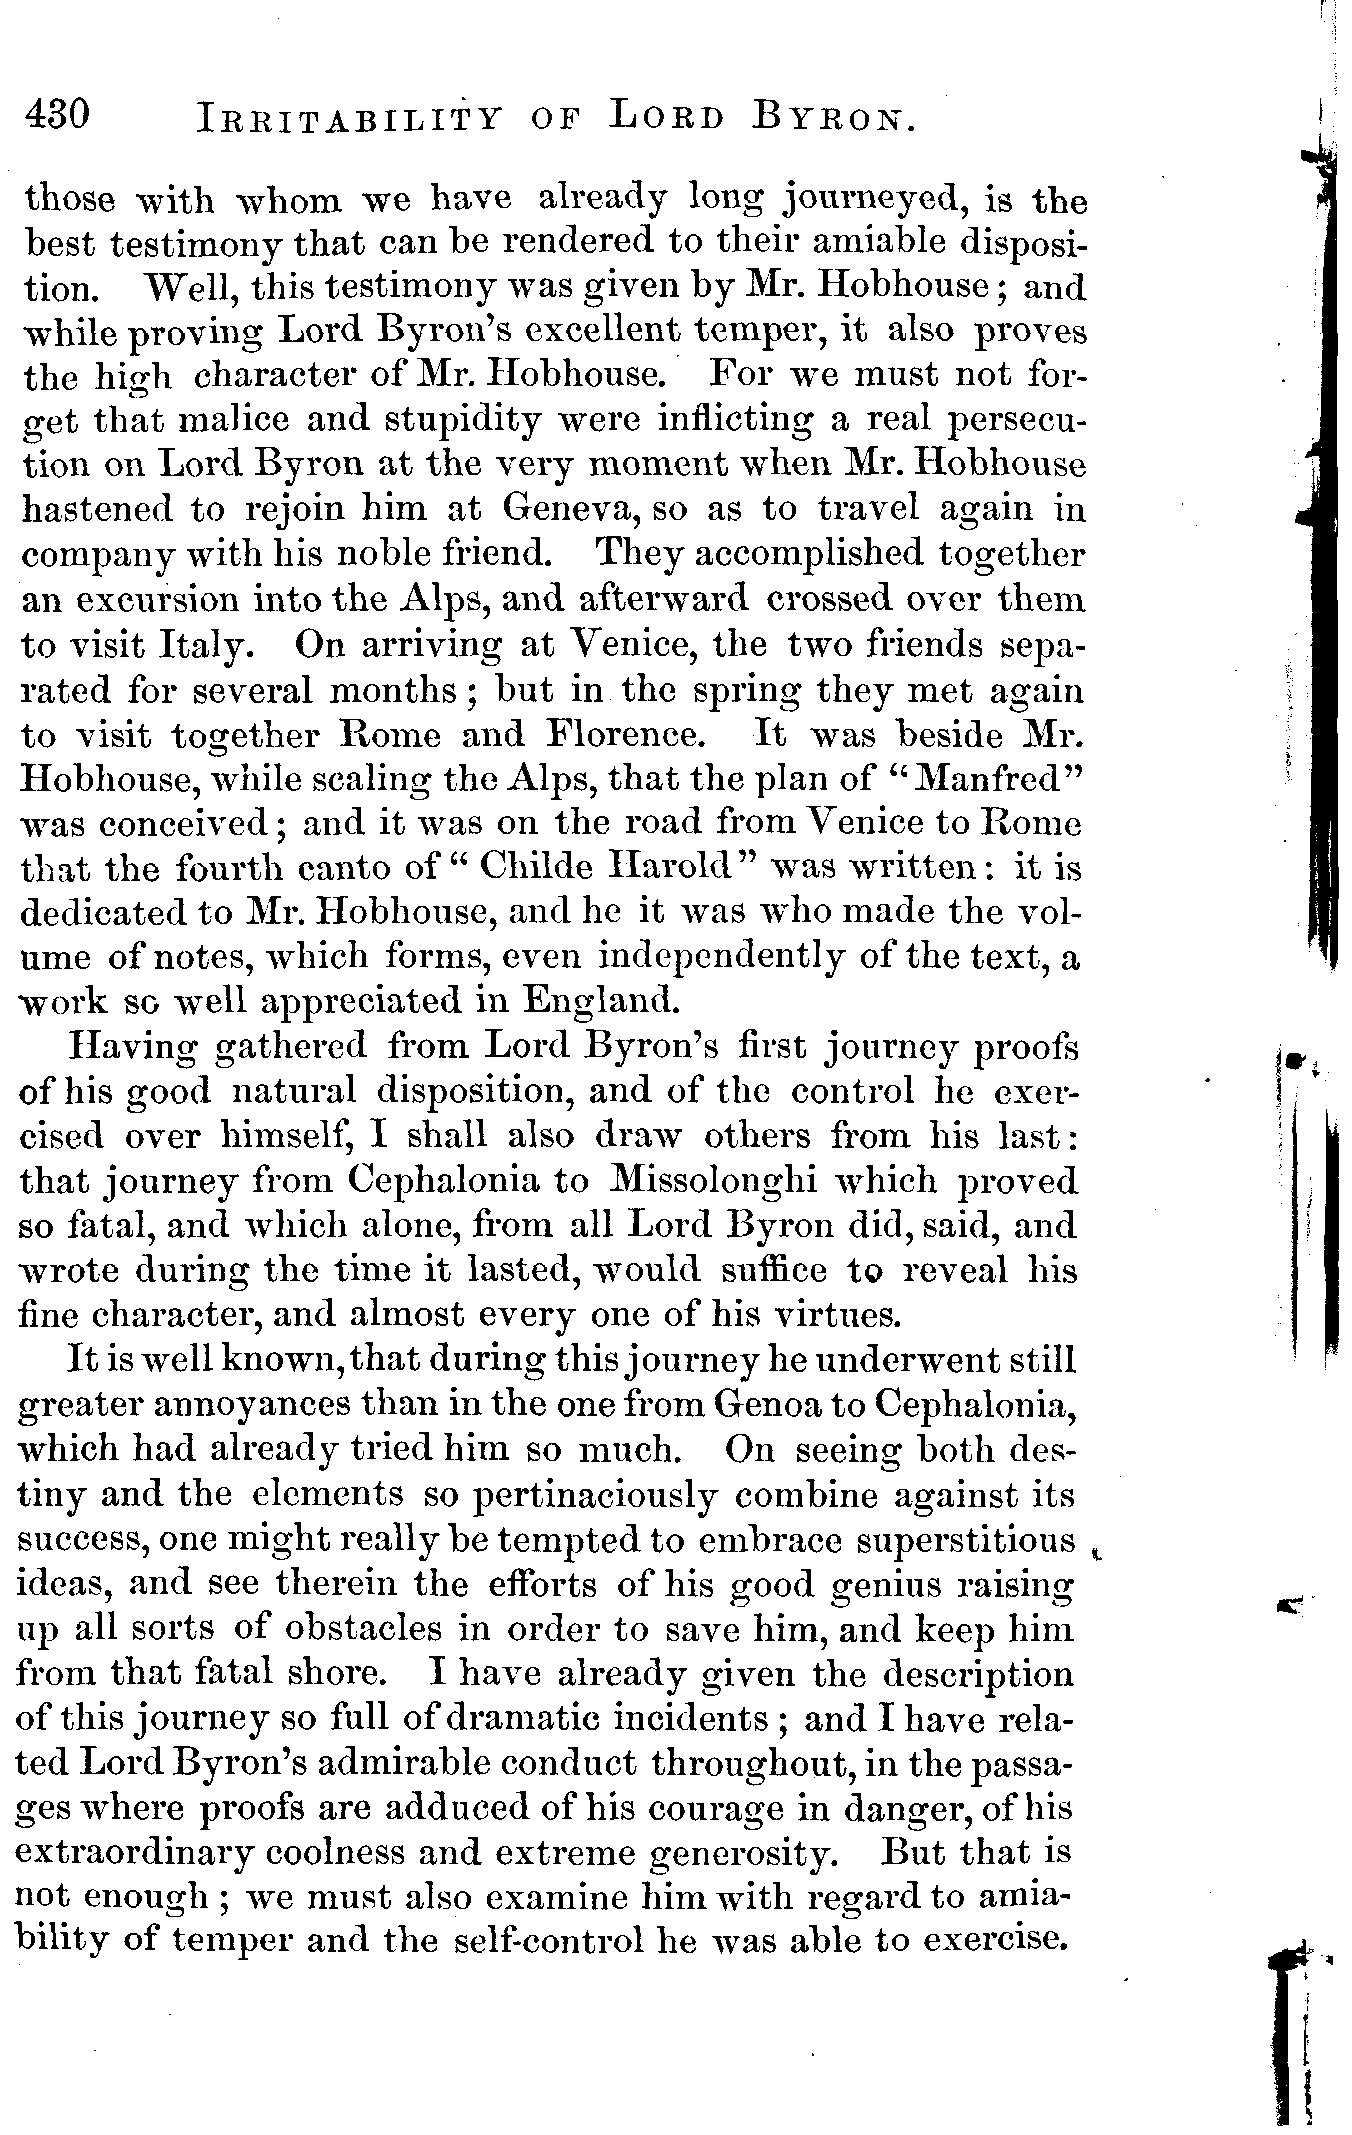 430 IRRITABILITY OF LORD BYRON.
those with whom we have already long journeyed, is the
best testimony that can be rendered to their amiable disposi-
tion. Well, this testimony was given by Mr. Hobhouse; and
while proving Lord Byron's excellent temper, it also proves
the high character of Mr. Hobhouse. For we must not for-
get that malice and stupidity were inflicting a real persecu-
tion on Lord Byron at the very moment when Mr. Hobhouse
hastened to rejoin him at Geneva, so as to travel again in
company with his noble friend. They accomplished together
an excursion into the Alps, and afterward crossed over them
to visit Italy. On arriving at Venice, the two friends sepa-
rated for several months; but in the spring they met again
to visit together Rome and Florence. It was beside Mr.
Hobhouse, while scaling the Alps, that the plan of "Manfred"
was conceived; and it was on the road from Venice to Rome
that the fourth canto of "Childe Harold" was written: it is
dedicated to Mr. Hobhouse, and he it was who made the vol-
ume of notes, which forms, even independently of the text, a
work so well appreciated in England.
Having gathered from Lord Byron's first journey proofs
of his good natural disposition, and of the control he exer-
cised over himself, I shall also draw others from his last:
that journey from Cephalonia to Missolonghi which proved
so fatal, and which alone, from all Lord Byron did, said, and
wrote during the time it lasted, would suffice to reveal his
fine character, and almost every one of his virtues.
It is well known, that during this journey he underwent still
greater annoyances than in the one from Genoa to Cephalonia,
which had already tried him so much. On seeing both des-
tiny and the elements so pertinaciously combine against its
success, one might really be tempted to embrace superstitious
ideas, and see therein the efforts of his good genius raising
up all sorts of obstacles in order to save him, and keep him
from that fatal shore. I have already given the description
of this journey so full of dramatic incidents; and I have rela-
ted Lord Byron's admirable conduct throughout, in the passa-
ges where proofs are adduced of his courage in danger, of his
extraordinary coolness and extreme generosity. But that is
not enough; we must also examine him with regard to amia-
bility of temper and the self-control he was able to exercise.